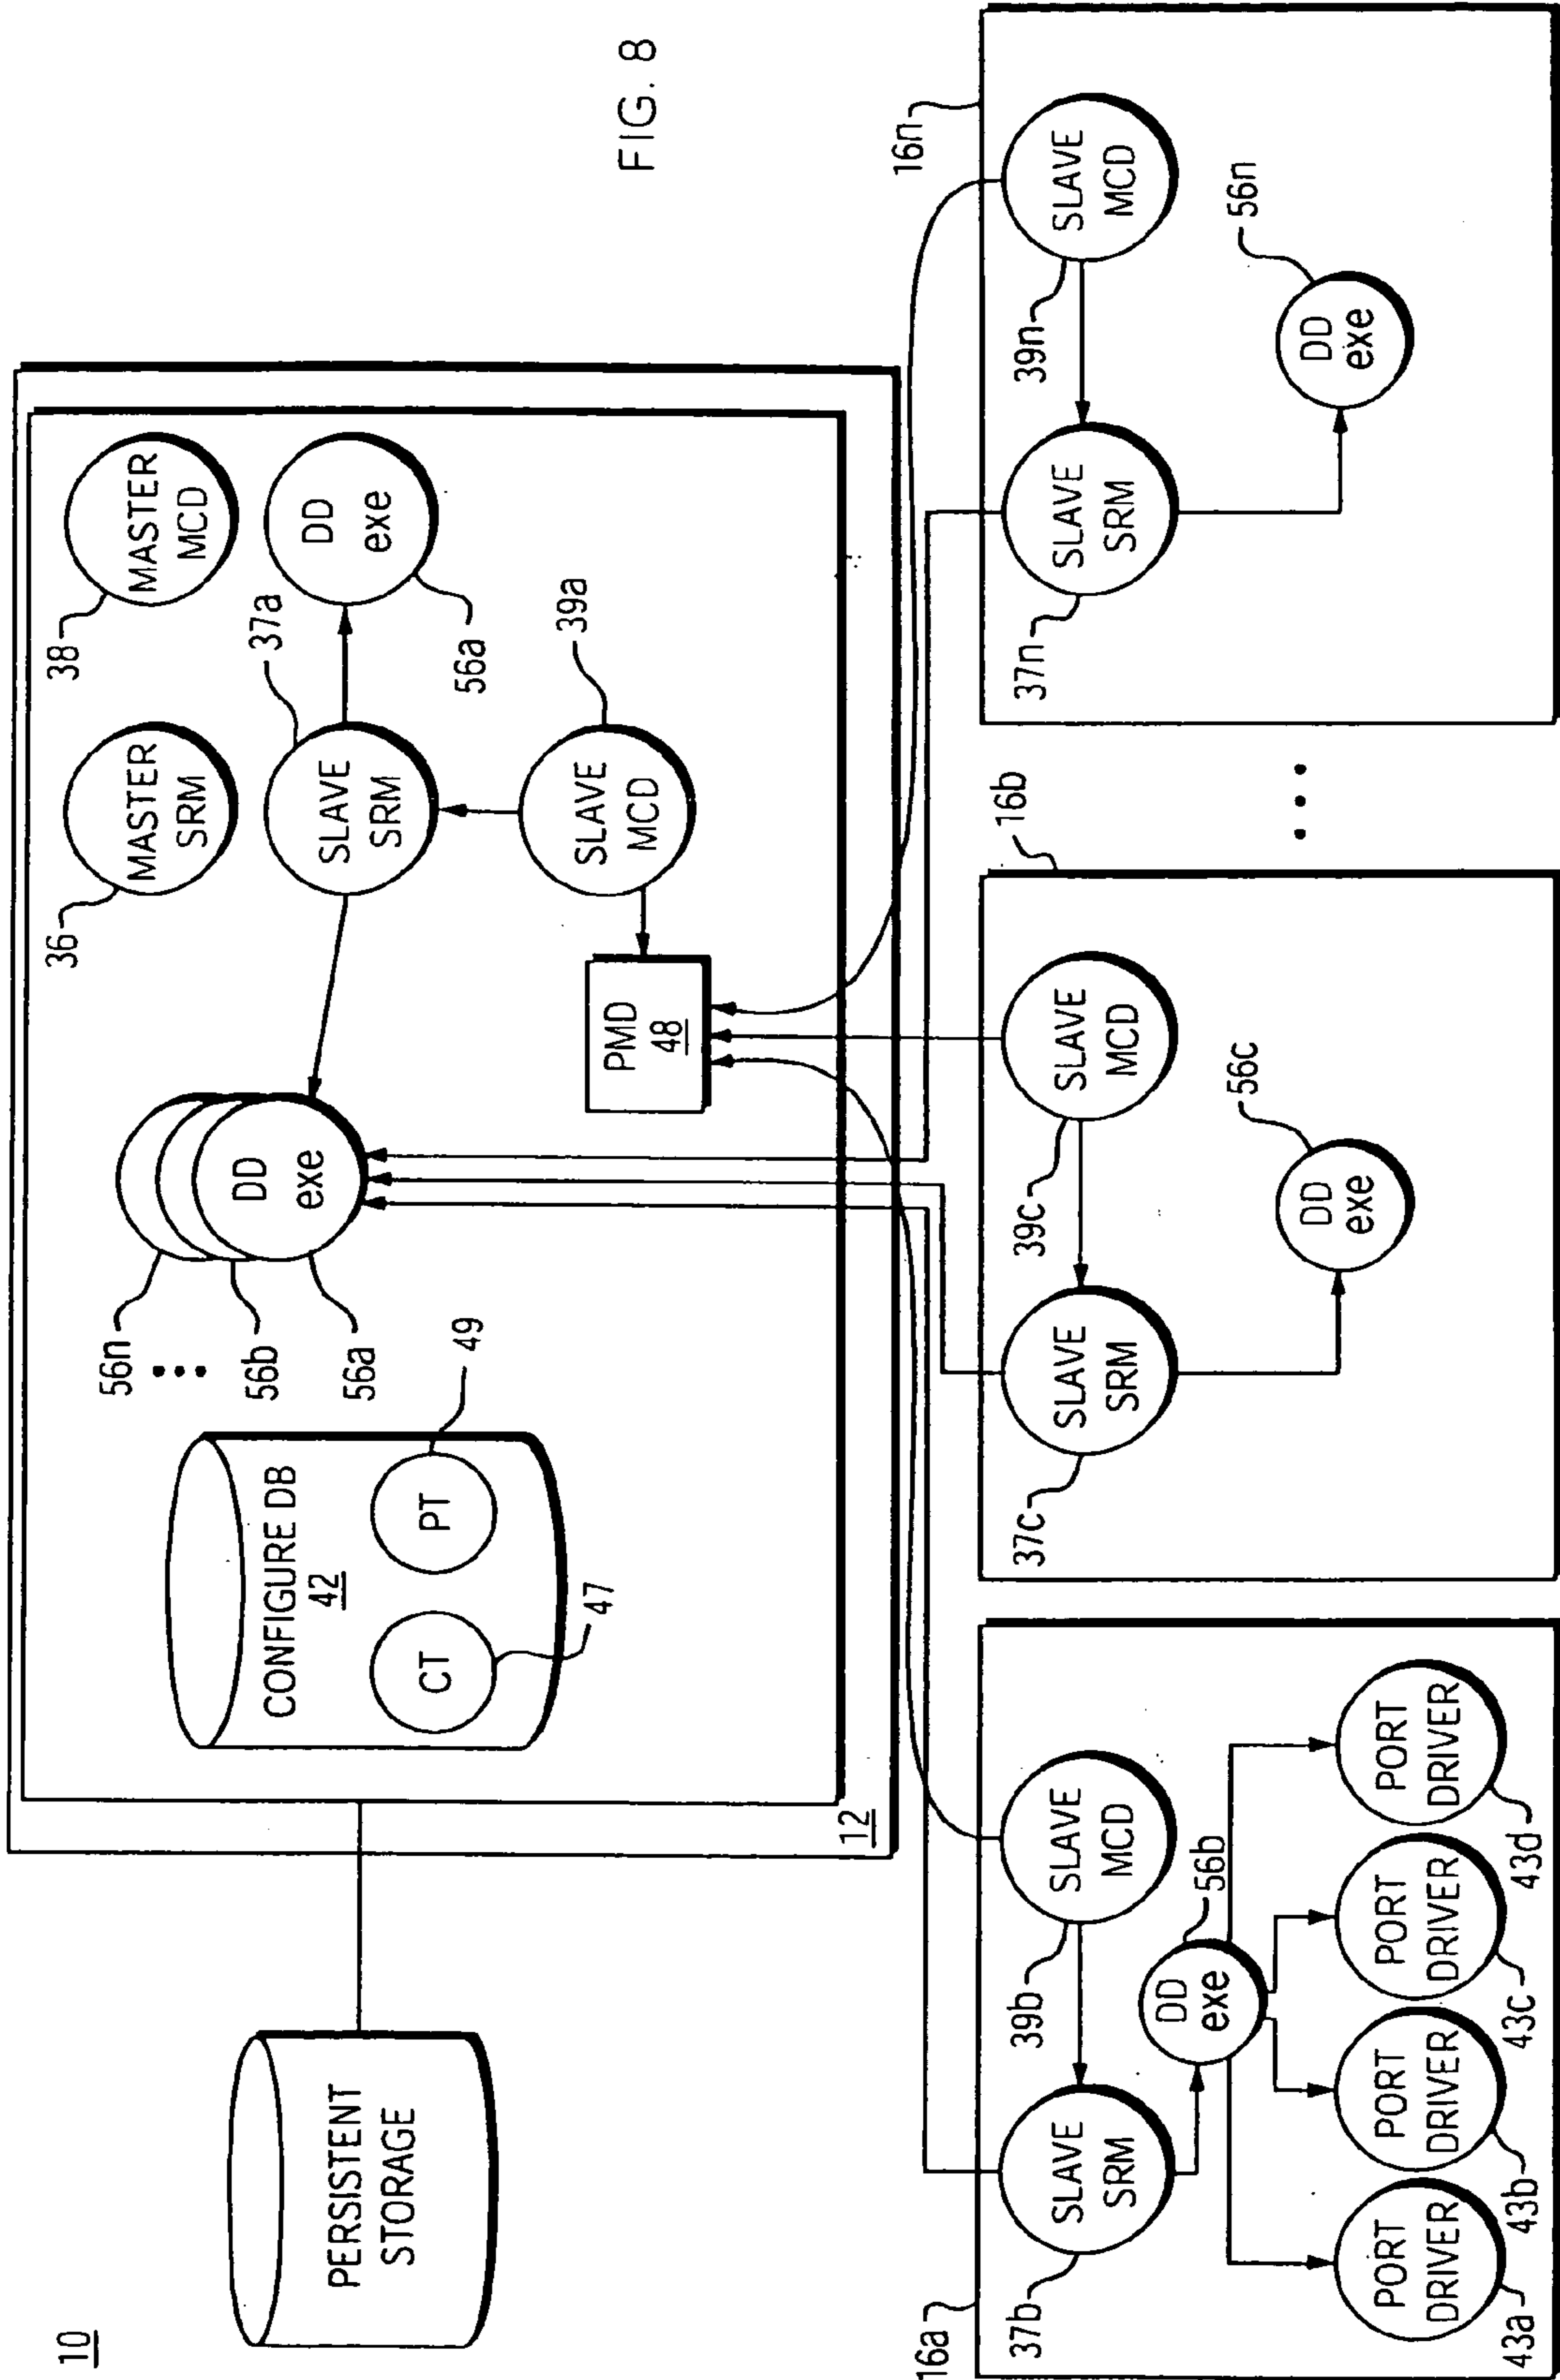 10
PERSISTENT
STORAGE
CONFIGURE DB
42
CT
PT
47
49
56n
56b
56a
DD
exe
36
MASTER
SRM
38
MASTER
MCD
SLAVE
SRM
37a
DD
exe
56a
SLAVE
MCD
39a
PMD
48
12
FIG. 8
16a
SLAVE
SRM
37b
39b
SLAVE
MCD
DD
exe
56b
PORT
DRIVER
43a
PORT
DRIVER
43b
PORT
DRIVER
43c
PORT
DRIVER
43d
16b
SLAVE
SRM
37c
39c
SLAVE
MCD
DD
exe
56c
16n
SLAVE
SRM
37n
39n
SLAVE
MCD
DD
exe
56n